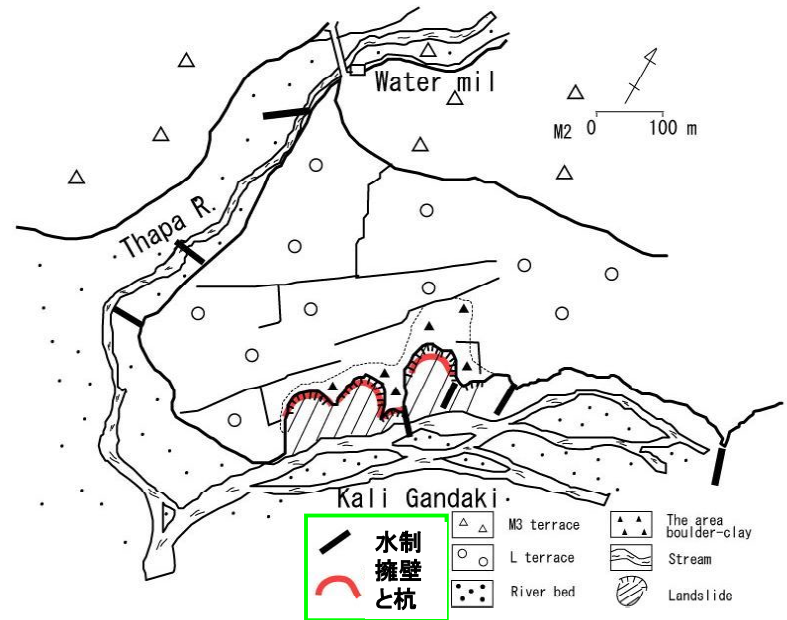 Water mil
M2 0 100 m
Thapa R.
Kali Gandaki
水制
擁壁
と杭
M3 terrace
L terrace
River bed
The area
boulder-clay
Stream
Landslide